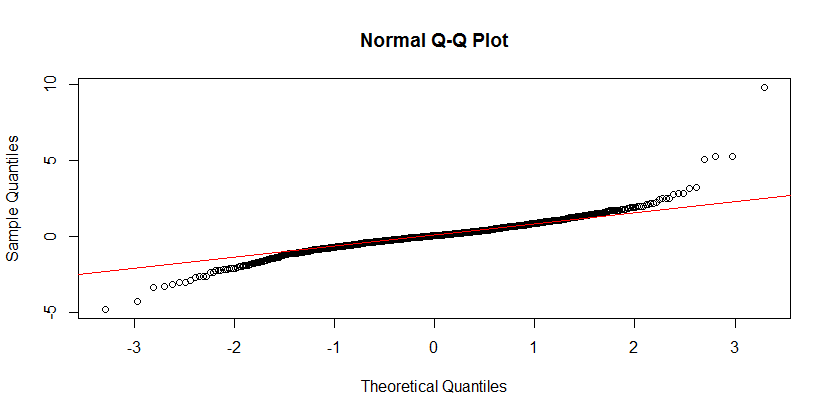 Normal Q-Q Plot
Sample Quantiles
10
5
0
-5
-3 -2 -1 0 1 2 3
Theoretical Quantiles